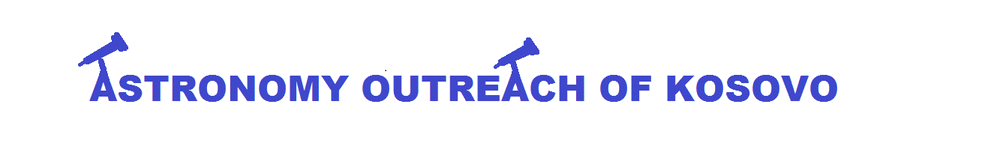 ASTRONOMY OUTREACH OF KOSOVO